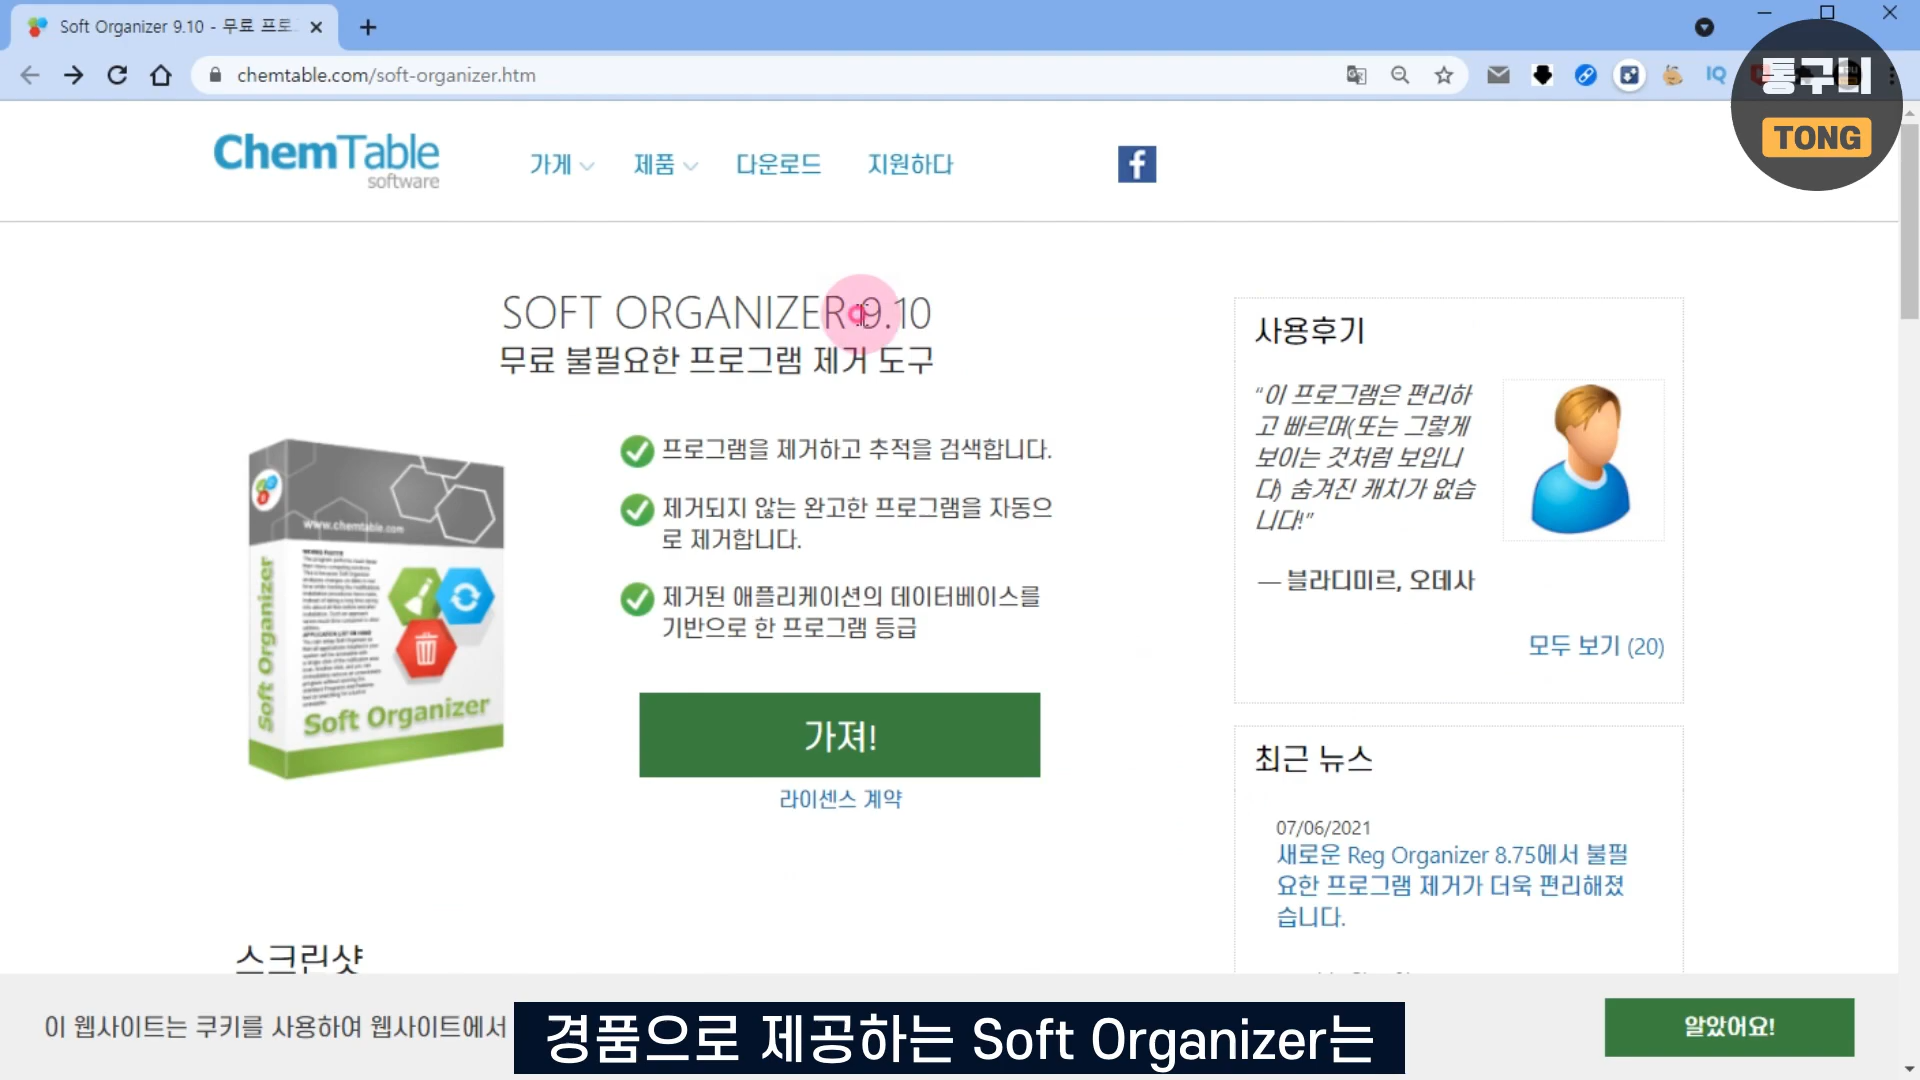 Soft Organizer 9.10 - 무료 프로
chemtable.com/soft-organizer.htm
IQ
통구리
TONG
ChemTable
software
가게
제품
다운로드
지원하다
SOFT ORGANIZER 9.10
무료 불필요한 프로그램 제거 도구
프로그램을 제거하고 추적을 검색합니다.
제거되지 않는 완고한 프로그램을 자동으
로 제거합니다.
제거된 애플리케이션의 데이터베이스를
기반으로 한 프로그램 등급
www.chemtable.com
Soft Organizer
Soft Organizer
가져!
라이센스 계약
사용후기
“이 프로그램은 편리하
고 빠르며(또는 그렇게
보이는 것처럼 보입니
다) 숨겨진 캐치가 없습
니다!”
— 블라디미르, 오데사
모두 보기 (20)
최근 뉴스
07/06/2021
새로운 Reg Organizer 8.75에서 불필
요한 프로그램 제거가 더욱 편리해졌
습니다.
스크린샷
이 웹사이트는 쿠키를 사용하여 웹사이트에서
알았어요!
경품으로 제공하는 Soft Organizer는